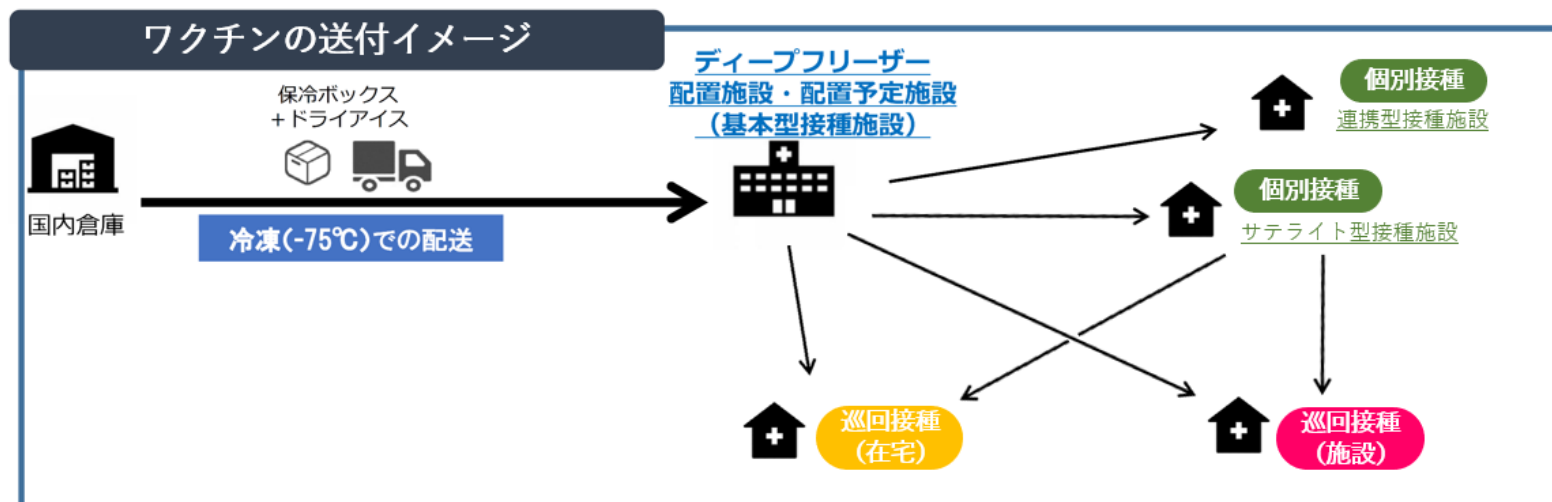 ワクチンの送付イメージ
保冷ボックス
+ドライアイス
国内倉庫
冷凍(-75℃)での配送
ディープフリーザー
配置施設・配置予定施設
（基本型接種施設）
個別接種
連携型接種施設
個別接種
サテライト型接種施設
巡回接種
（在宅）
巡回接種
（施設）